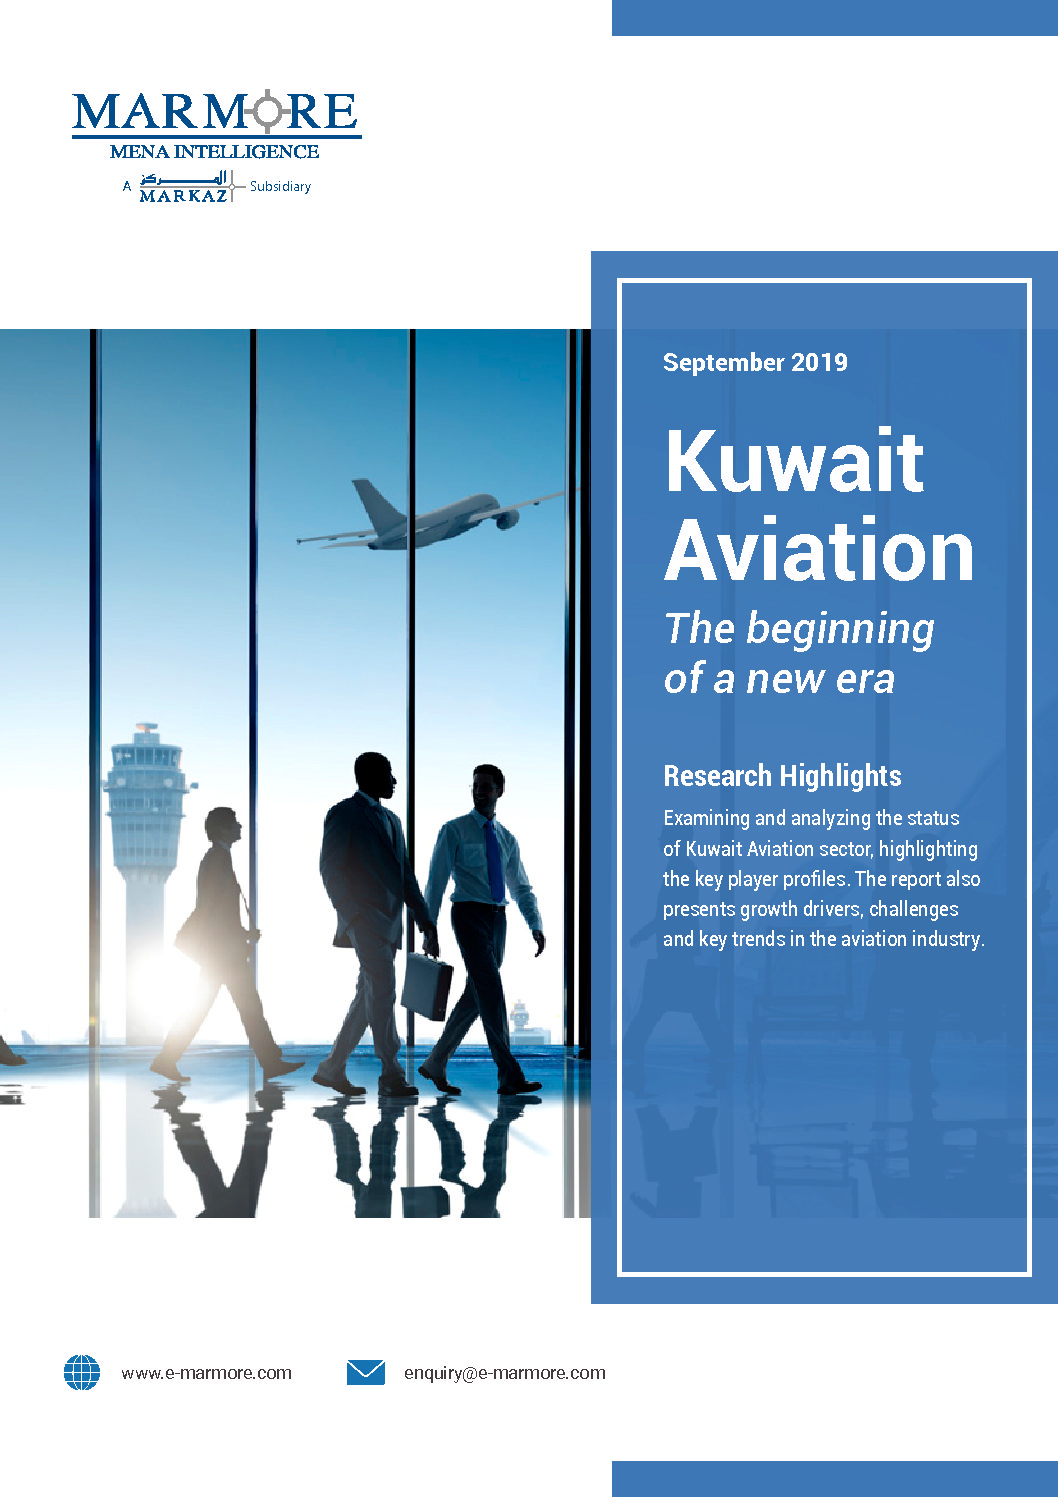 MARMORE
MENA INTELLIGENCE
A المركز MARKAZ Subsidiary
September 2019
Kuwait
Aviation
The beginning
of a new era
Research Highlights
Examining and analyzing the status
of Kuwait Aviation sector, highlighting
the key player profiles. The report also
presents growth drivers, challenges
and key trends in the aviation industry.
www.e-marmore.com
enquiry@e-marmore.com